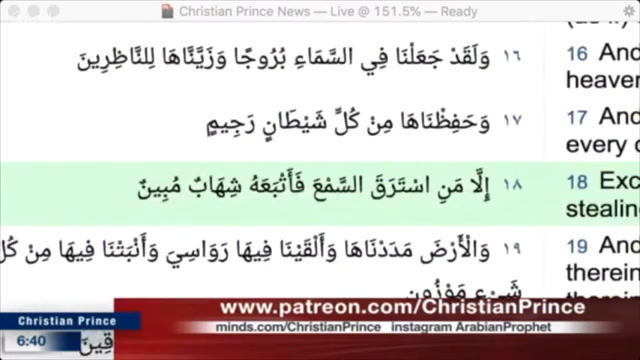 Christian Prince News — Live @ 151.5% — Ready
١٦ وَلَقَدْ جَعَلْنَا فِي السَّمَاءِ بُرُوجًا وَزَيَّنَّاهَا لِلنَّاظِرِينَ
16 And
heaven
١٧ وَحَفِظْنَاهَا مِنْ كُلِّ شَيْطَانٍ رَجِيمٍ
17 And
every
١٨ إِلَّا مَنِ اسْتَرَقَ السَّمْعَ فَأَتْبَعَهُ شِهَابٌ مُبِينٌ
18 Exc
stealing
١٩ وَالْأَرْضَ مَدَدْنَاهَا وَأَلْقَيْنَا فِيهَا رَوَاسِيَ وَأَنْبَتْنَا فِيهَا مِنْ كُلِّ
شَيْءٍ مَوْزُونٍ
19 And
therein
www.patreon.com/ChristianPrince
minds.com/ChristianPrince instagram ArabianProphet
Christian Prince
6:40